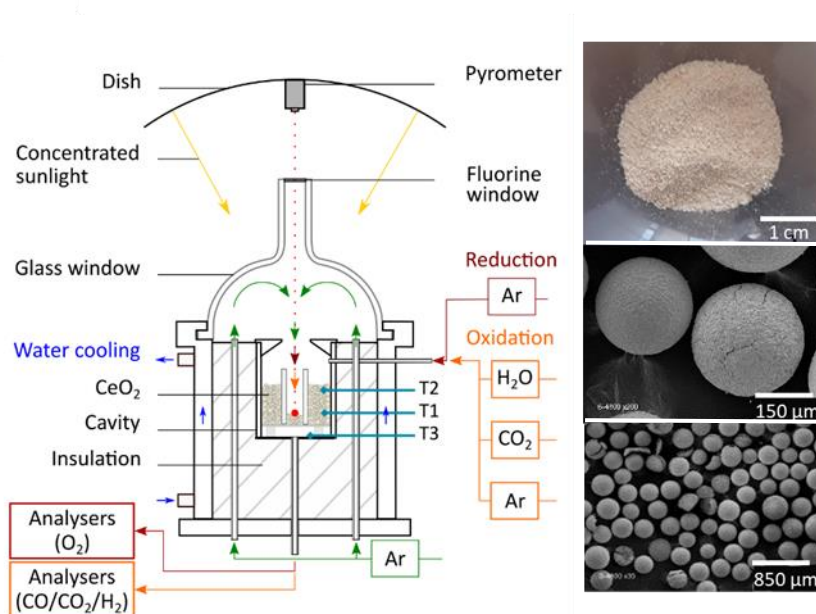 Dish
Pyrometer
Concentrated
sunlight
Fluorine
window
1 cm
Glass window
Reduction
Ar
Water cooling
Oxidation
H₂O
CeO₂
T2
Cavity
T1
CO₂
T3
Insulation
Ar
150 µm
Analysers
(O₂)
Ar
Analysers
(CO/CO₂/H₂)
850 µm